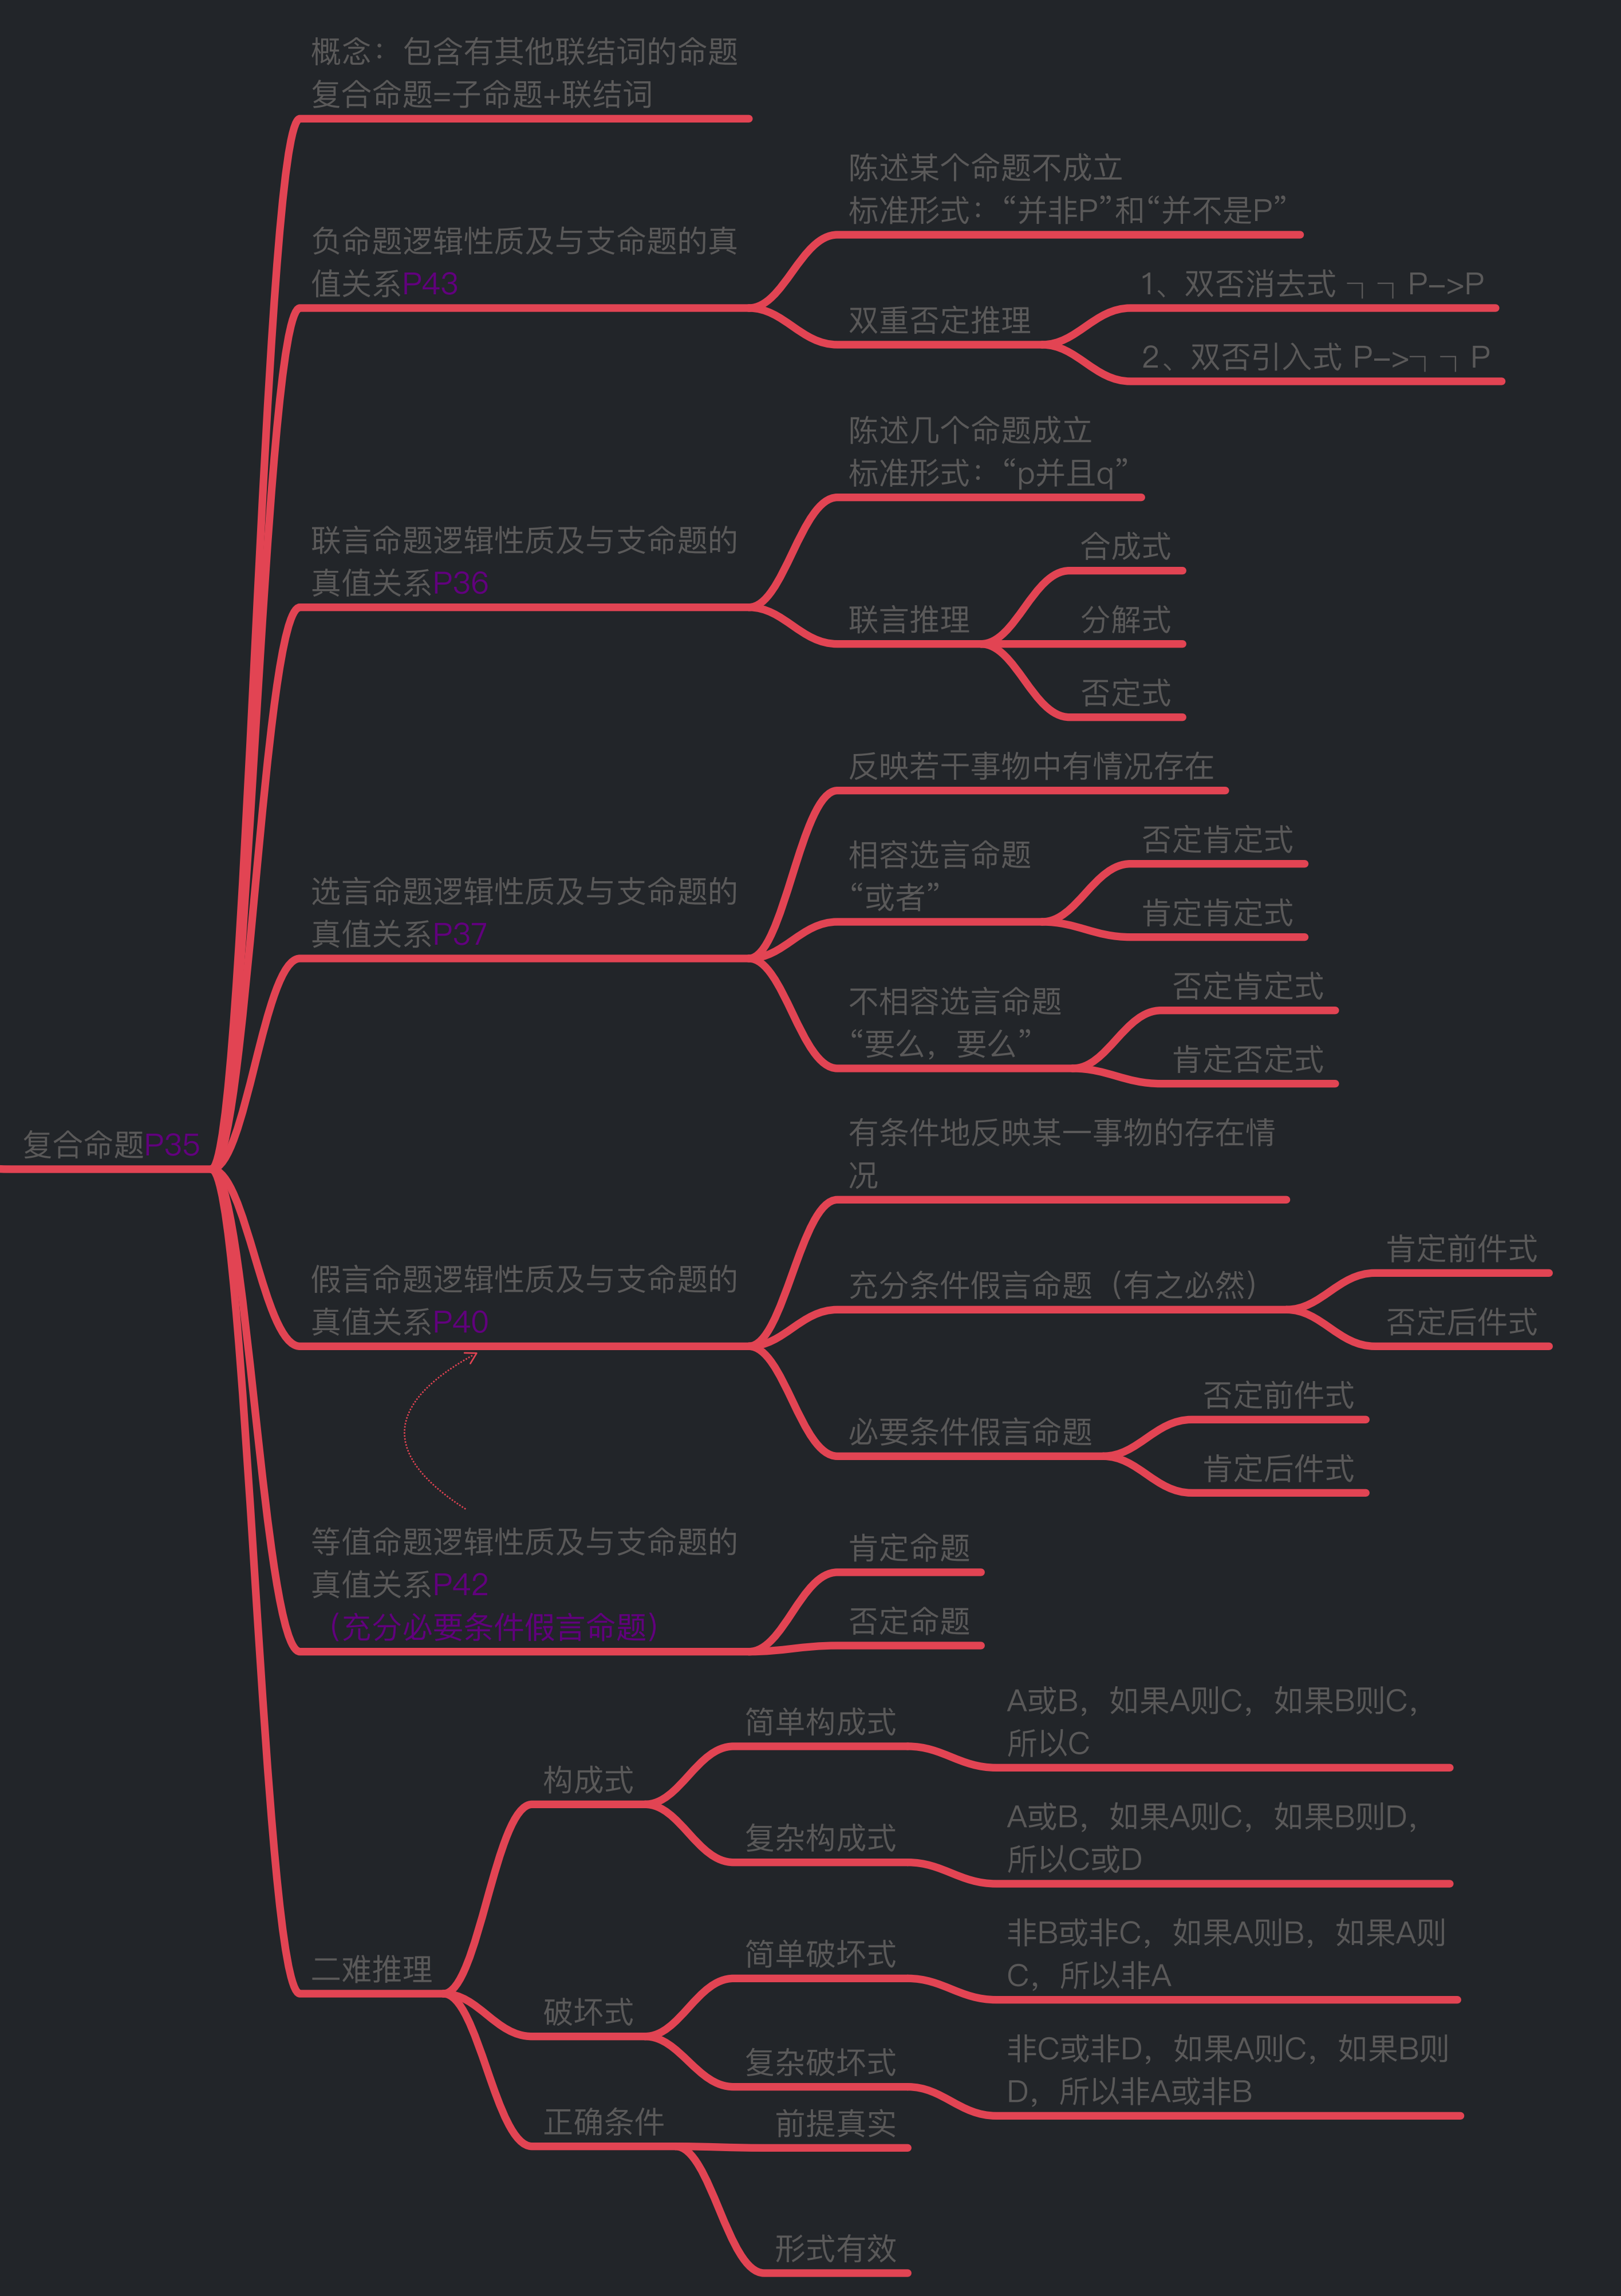 概念：包含有其他联结词的命题
复合命题=子命题+联结词
陈述某个命题不成立
标准形式：“并非P”和“并不是P”
负命题逻辑性质及与支命题的真
值关系P43
1、双否消去式 ┐┐P–>P
双重否定推理
2、双否引入式 P–>┐┐P
陈述几个命题成立
标准形式：“p并且q”
联言命题逻辑性质及与支命题的
真值关系P36
合成式
联言推理
分解式
否定式
反映若干事物中有情况存在
选言命题逻辑性质及与支命题的
真值关系P37
相容选言命题
“或者”
否定肯定式
肯定肯定式
不相容选言命题
“要么，要么”
否定肯定式
肯定否定式
复合命题P35
有条件地反映某一事物的存在情
况
假言命题逻辑性质及与支命题的
真值关系P40
充分条件假言命题（有之必然）
肯定前件式
否定后件式
必要条件假言命题
否定前件式
肯定后件式
等值命题逻辑性质及与支命题的
真值关系P42
（充分必要条件假言命题）
肯定命题
否定命题
二难推理
构成式
简单构成式
A或B，如果A则C，如果B则C，
所以C
复杂构成式
A或B，如果A则C，如果B则D，
所以C或D
破坏式
简单破坏式
非B或非C，如果A则B，如果A则
C，所以非A
复杂破坏式
非C或非D，如果A则C，如果B则
D，所以非A或非B
正确条件
前提真实
形式有效